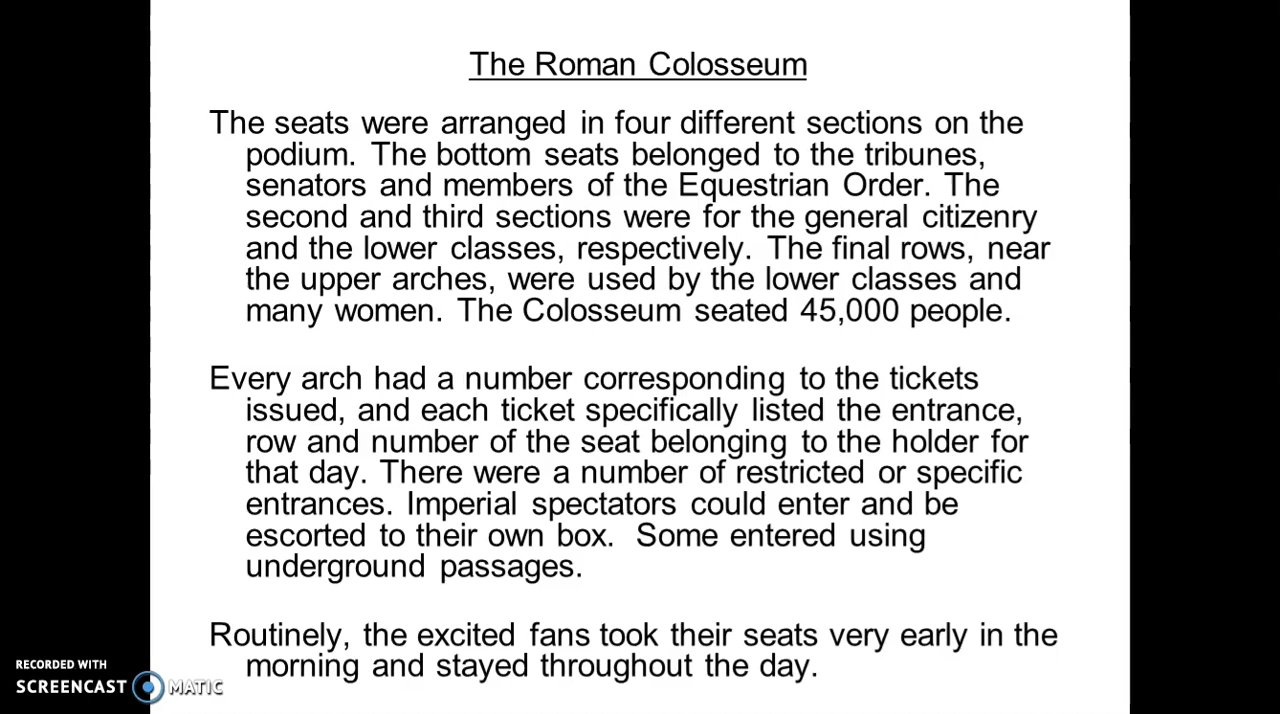 The Roman Colosseum
The seats were arranged in four different sections on the
podium. The bottom seats belonged to the tribunes,
senators and members of the Equestrian Order. The
second and third sections were for the general citizenry
and the lower classes, respectively. The final rows, near
the upper arches, were used by the lower classes and
many women. The Colosseum seated 45,000 people.
Every arch had a number corresponding to the tickets
issued, and each ticket specifically listed the entrance,
row and number of the seat belonging to the holder for
that day. There were a number of restricted or specific
entrances. Imperial spectators could enter and be
escorted to their own box. Some entered using
underground passages.
Routinely, the excited fans took their seats very early in the
morning and stayed throughout the day.
RECORDED WITH
SCREENCAST MATIC